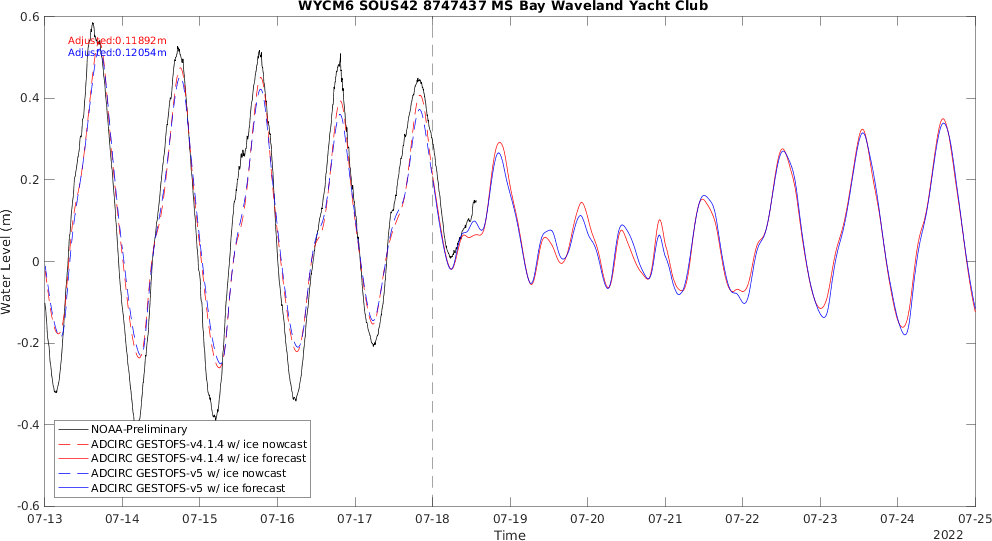 WYCM6 SOUS42 8747437 MS Bay Waveland Yacht Club
Adjusted:0.11892m
Adjusted:0.12054m
0.6
0.4
0.2
0
-0.2
-0.4
-0.6
Water Level (m)
NOAA-Preliminary
ADCIRC GESTOFS-v4.1.4 w/ ice nowcast
ADCIRC GESTOFS-v4.1.4 w/ ice forecast
ADCIRC GESTOFS-v5 w/ ice nowcast
ADCIRC GESTOFS-v5 w/ ice forecast
07-13 07-14 07-15 07-16 07-17 07-18 07-19 07-20 07-21 07-22 07-23 07-24 07-25
Time
2022